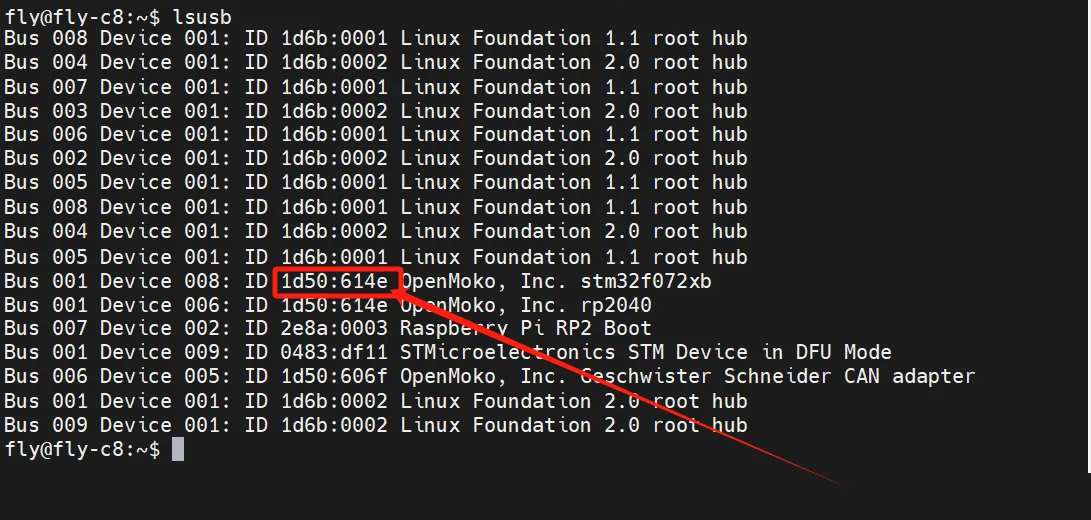 fly@fly-c8:~$ lsusb
Bus 008 Device 001: ID 1d6b:0001 Linux Foundation 1.1 root hub
Bus 004 Device 001: ID 1d6b:0002 Linux Foundation 2.0 root hub
Bus 007 Device 001: ID 1d6b:0001 Linux Foundation 1.1 root hub
Bus 003 Device 001: ID 1d6b:0002 Linux Foundation 2.0 root hub
Bus 006 Device 001: ID 1d6b:0001 Linux Foundation 1.1 root hub
Bus 002 Device 001: ID 1d6b:0002 Linux Foundation 2.0 root hub
Bus 005 Device 001: ID 1d6b:0001 Linux Foundation 1.1 root hub
Bus 008 Device 001: ID 1d6b:0001 Linux Foundation 1.1 root hub
Bus 004 Device 001: ID 1d6b:0002 Linux Foundation 2.0 root hub
Bus 005 Device 001: ID 1d6b:0001 Linux Foundation 1.1 root hub
Bus 001 Device 008: ID 1d50:614e OpenMoko, Inc. stm32f072xb
Bus 001 Device 006: ID 1d50:614e OpenMoko, Inc. rp2040
Bus 007 Device 002: ID 2e8a:0003 Raspberry Pi RP2 Boot
Bus 001 Device 009: ID 0483:df11 STMicroelectronics STM Device in DFU Mode
Bus 006 Device 005: ID 1d50:606f OpenMoko, Inc. Geschwister Schneider CAN adapter
Bus 001 Device 001: ID 1d6b:0002 Linux Foundation 2.0 root hub
Bus 009 Device 001: ID 1d6b:0002 Linux Foundation 2.0 root hub
fly@fly-c8:~$